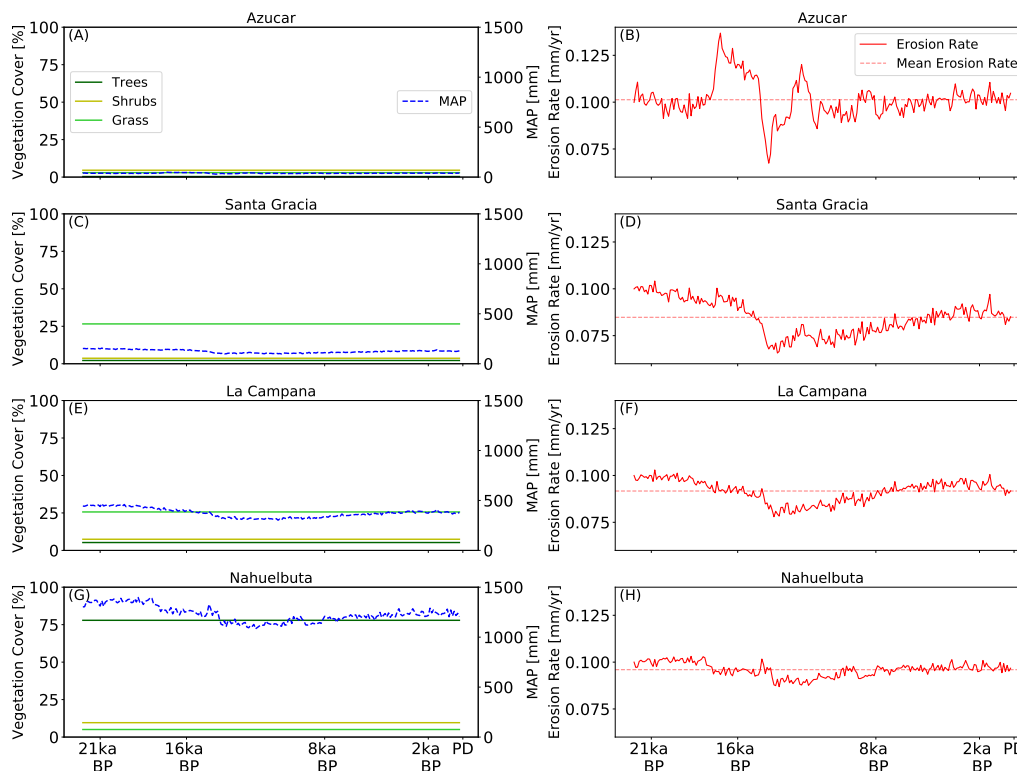 Azucar
Azucar
(A)
Vegetation Cover [%]
100
75
50
25
0
Trees
Shrubs
Grass
MAP
1500
1000
500
0
MAP [mm]
(B)
Erosion Rate [mm/yr]
0.125
0.100
0.075
Erosion Rate
Mean Erosion Rate
Santa Gracia
Santa Gracia
(C)
Vegetation Cover [%]
100
75
50
25
0
1500
1000
500
0
MAP [mm]
(D)
Erosion Rate [mm/yr]
0.125
0.100
0.075
La Campana
La Campana
(E)
Vegetation Cover [%]
100
75
50
25
0
1500
1000
500
0
MAP [mm]
(F)
Erosion Rate [mm/yr]
0.125
0.100
0.075
Nahuelbuta
Nahuelbuta
(G)
Vegetation Cover [%]
100
75
50
25
0
1500
1000
500
0
MAP [mm]
(H)
Erosion Rate [mm/yr]
0.125
0.100
0.075
21ka 16ka 8ka 2ka PD
BP BP BP BP
21ka 16ka 8ka 2ka PD
BP BP BP BP